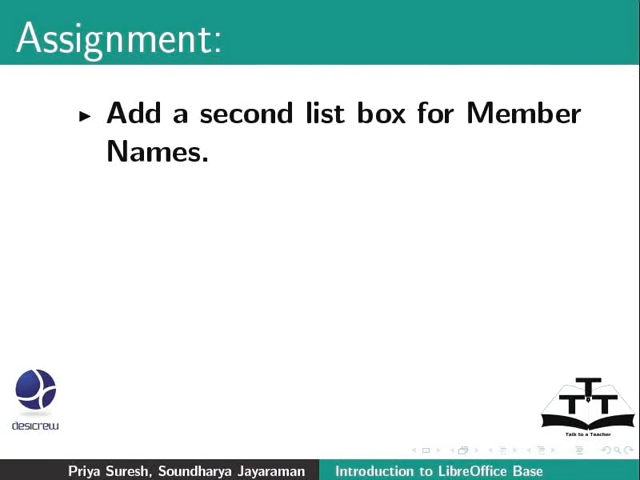 Assignment:
▶ Add a second list box for Member
Names.
desicrew
T T T
Talk to a Teacher
Priya Suresh, Soundharya Jayaraman
Introduction to LibreOffice Base